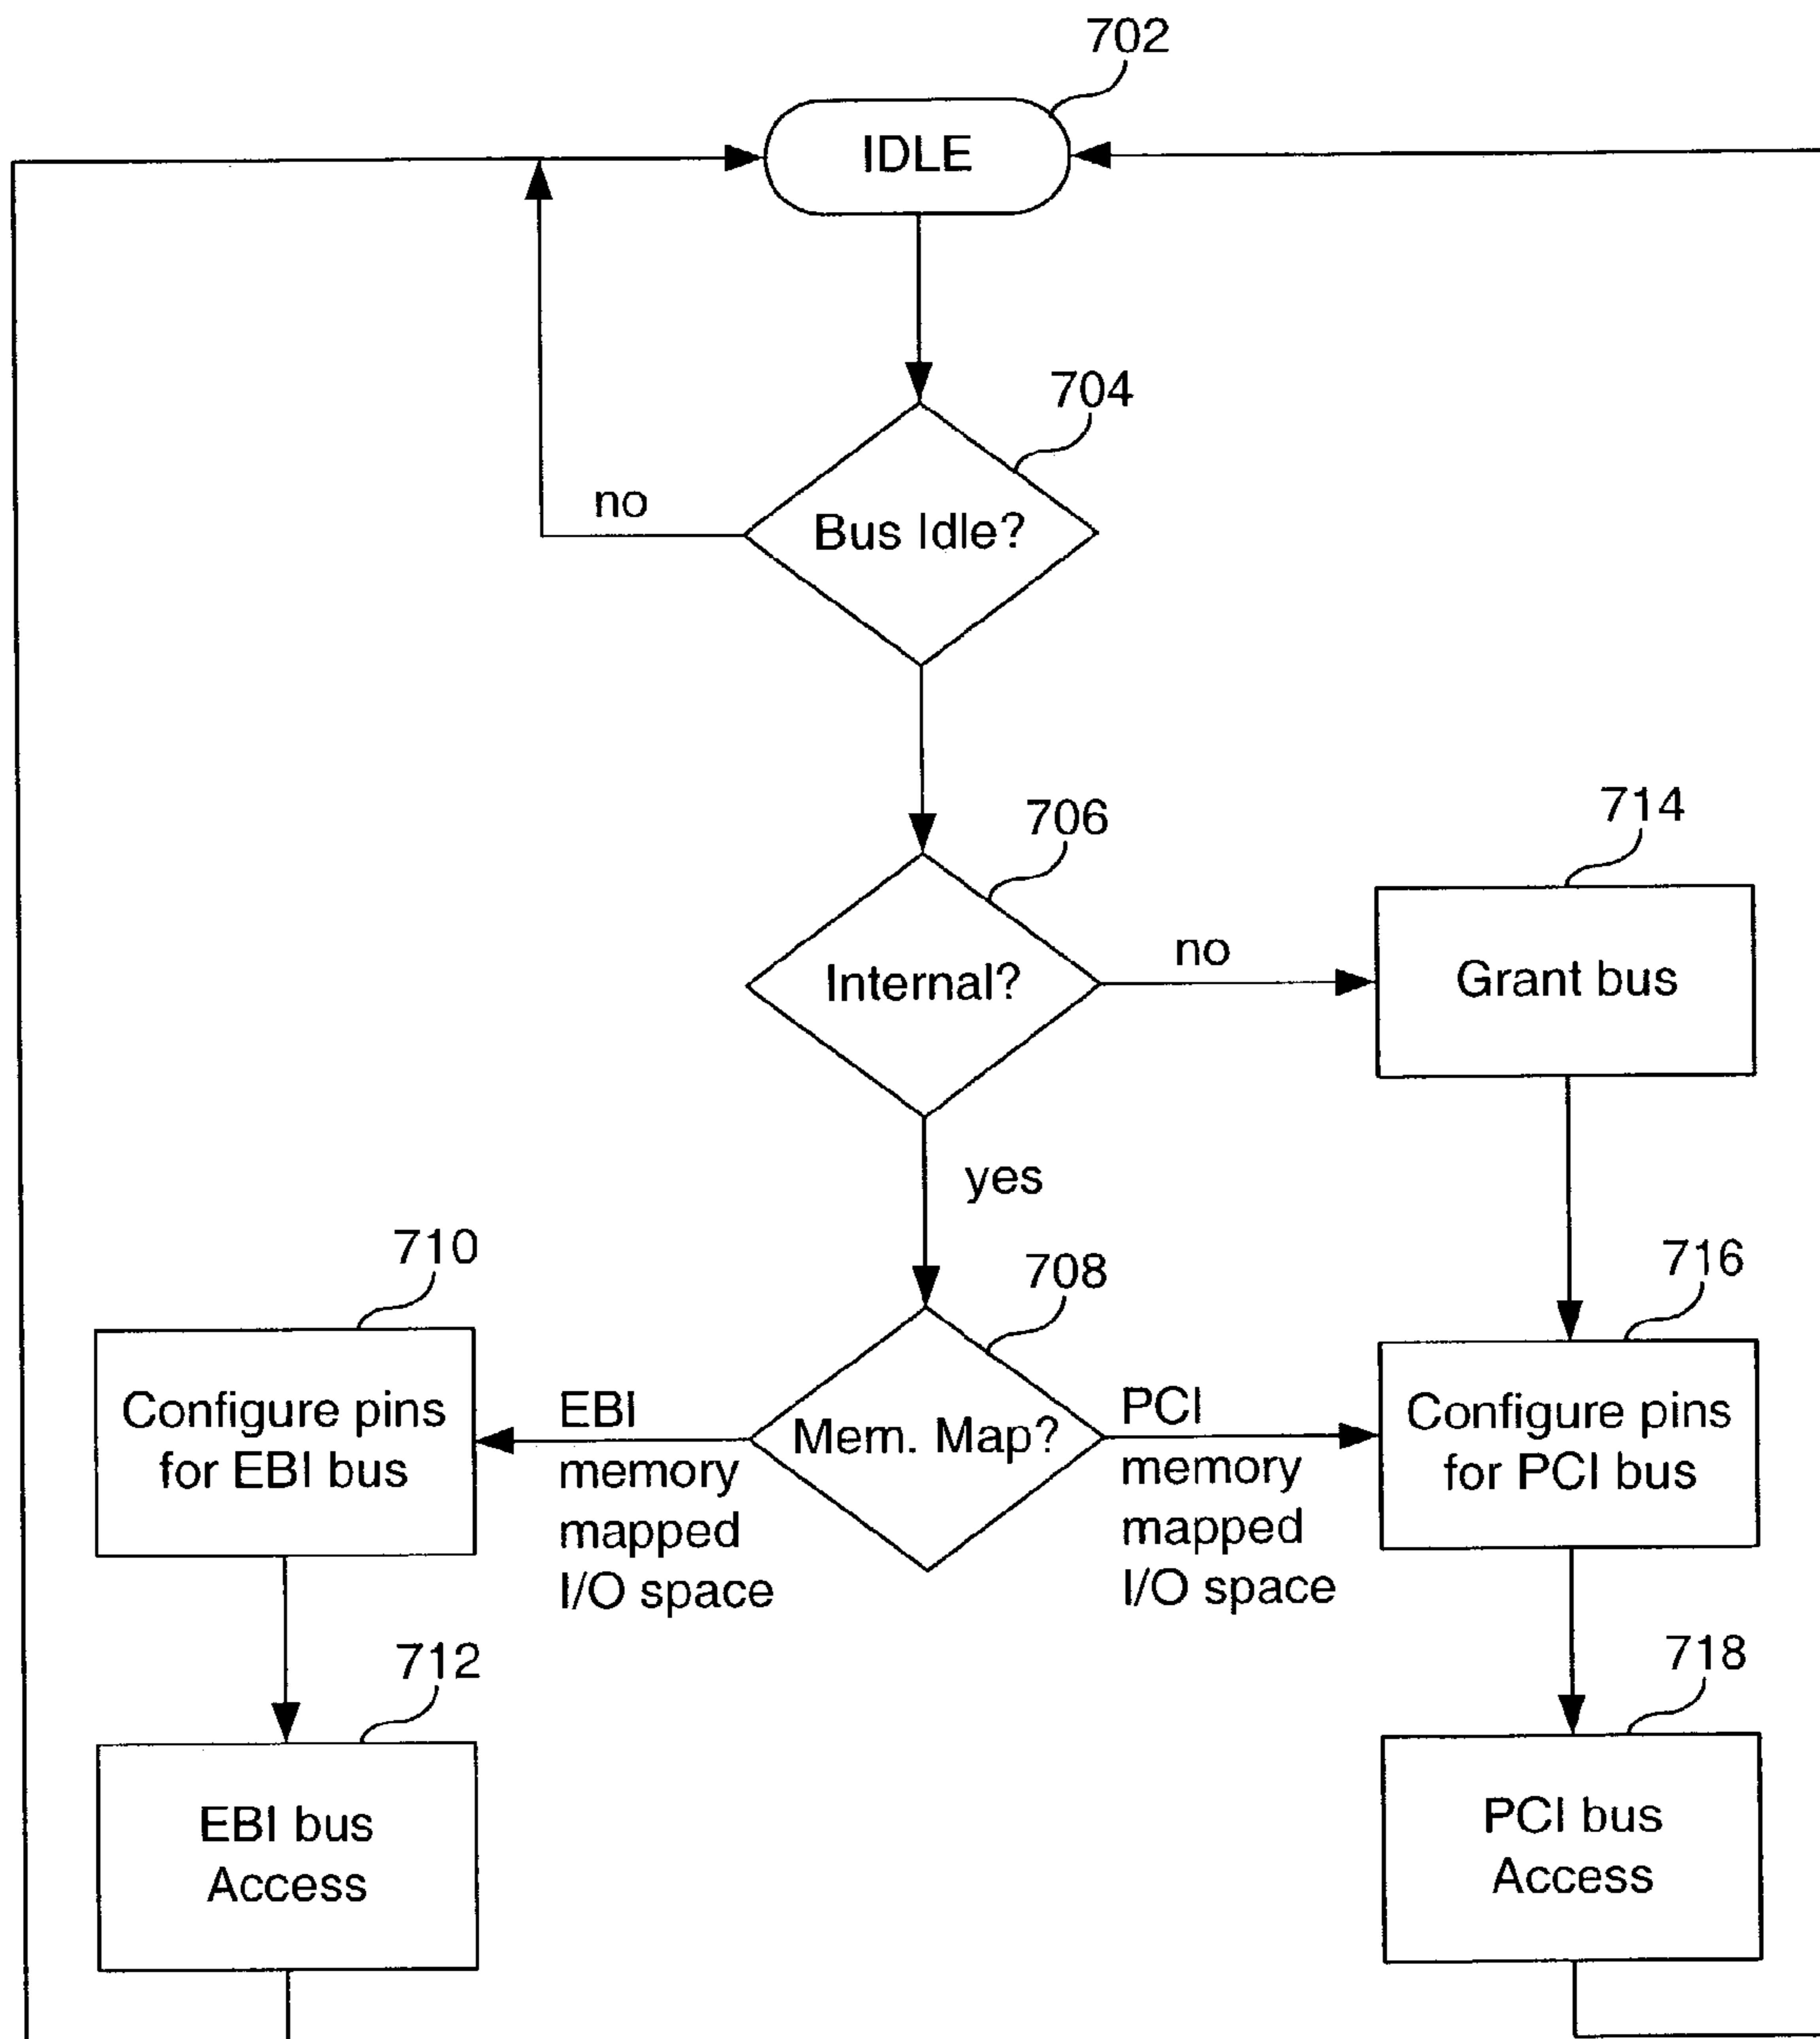 702
IDLE
704
no
Bus Idle?
706
714
Internal?
no
Grant bus
yes
710
708
716
Configure pins
for EBI bus
EBI
memory
mapped
I/O space
Mem. Map?
PCI
memory
mapped
I/O space
Configure pins
for PCI bus
712
718
EBI bus
Access
PCI bus
Access